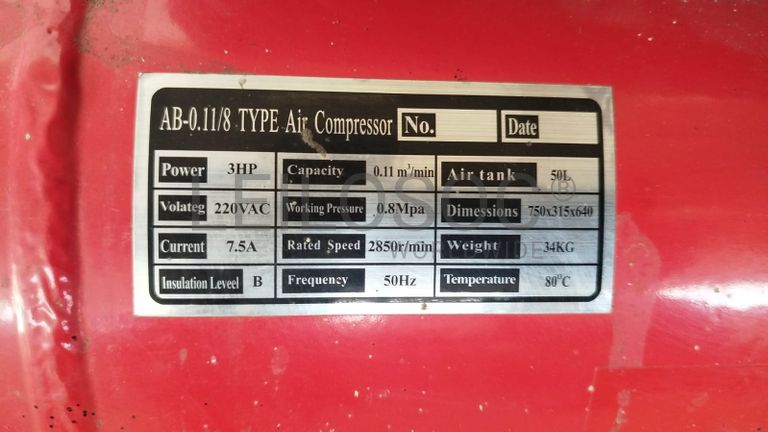 AB-0.11/8 TYPE Air Compressor No. Date
Power 3HP Capacity 0.11 m³/min Air tank 50L
Volateg 220VAC Working Pressure 0.8Mpa Dimessions 750x315x640
Current 7.5A Rated Speed 2850r/min Weight 34KG
Insulation Leveel B Frequency 50Hz Temperature 80°C
LEILOSOC®
WORLDWIDE